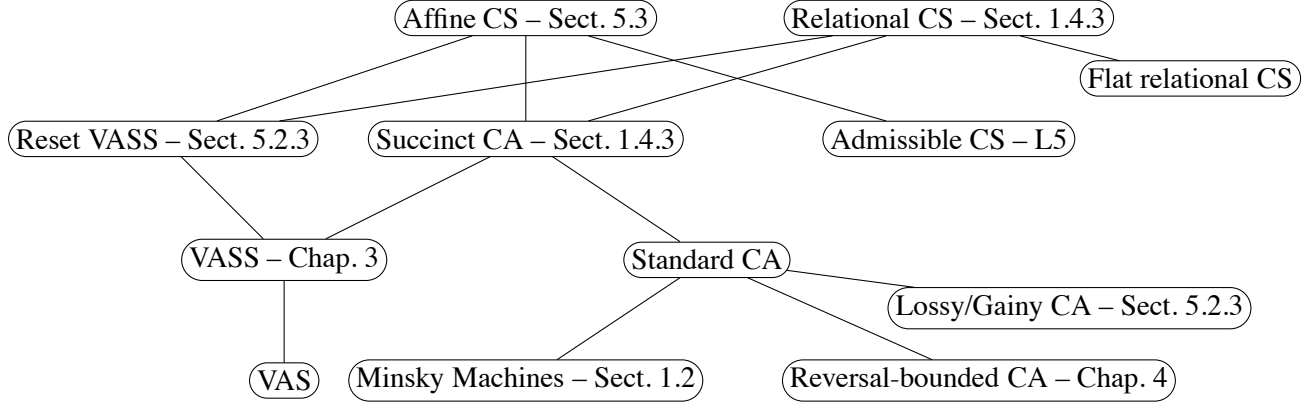 Affine CS – Sect. 5.3
Relational CS – Sect. 1.4.3
Flat relational CS
Reset VASS – Sect. 5.2.3
Succinct CA – Sect. 1.4.3
Admissible CS – L5
VASS – Chap. 3
Standard CA
Lossy/Gainy CA – Sect. 5.2.3
VAS
Minsky Machines – Sect. 1.2
Reversal-bounded CA – Chap. 4